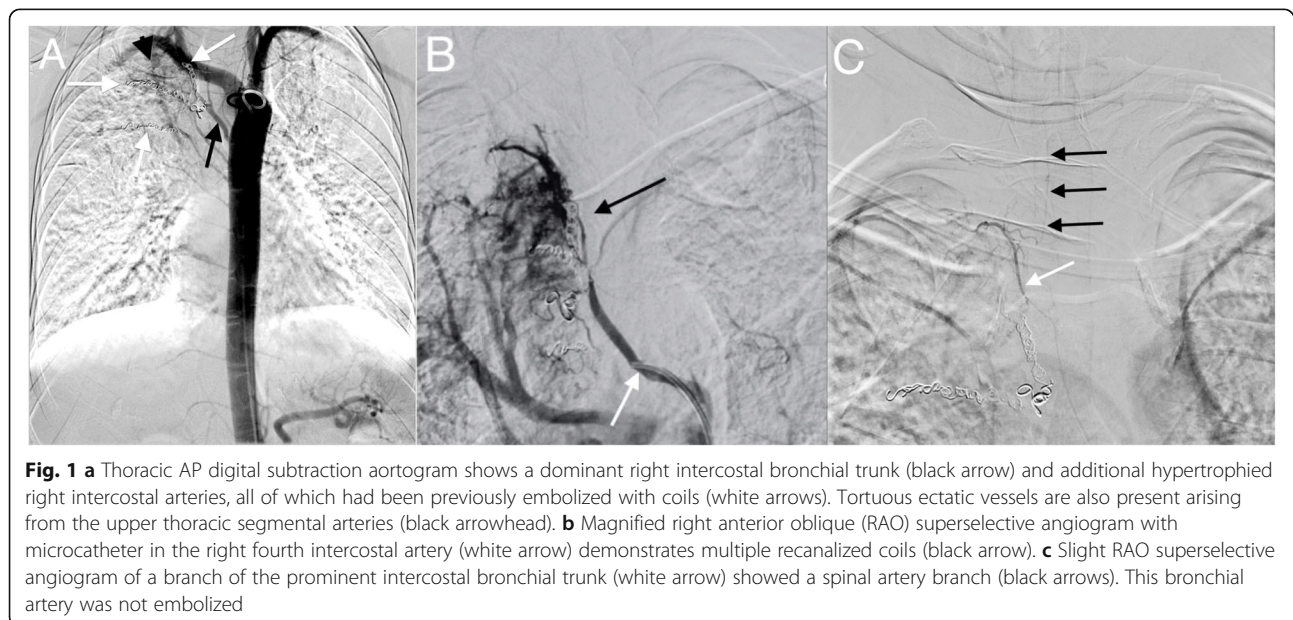 A
B
C
Fig. 1 a Thoracic AP digital subtraction aortogram shows a dominant right intercostal bronchial trunk (black arrow) and additional hypertrophied
right intercostal arteries, all of which had been previously embolized with coils (white arrows). Tortuous ectatic vessels are also present arising
from the upper thoracic segmental arteries (black arrowhead). b Magnified right anterior oblique (RAO) superselective angiogram with
microcatheter in the right fourth intercostal artery (white arrow) demonstrates multiple recanalized coils (black arrow). c Slight RAO superselective
angiogram of a branch of the prominent intercostal bronchial trunk (white arrow) showed a spinal artery branch (black arrows). This bronchial
artery was not embolized